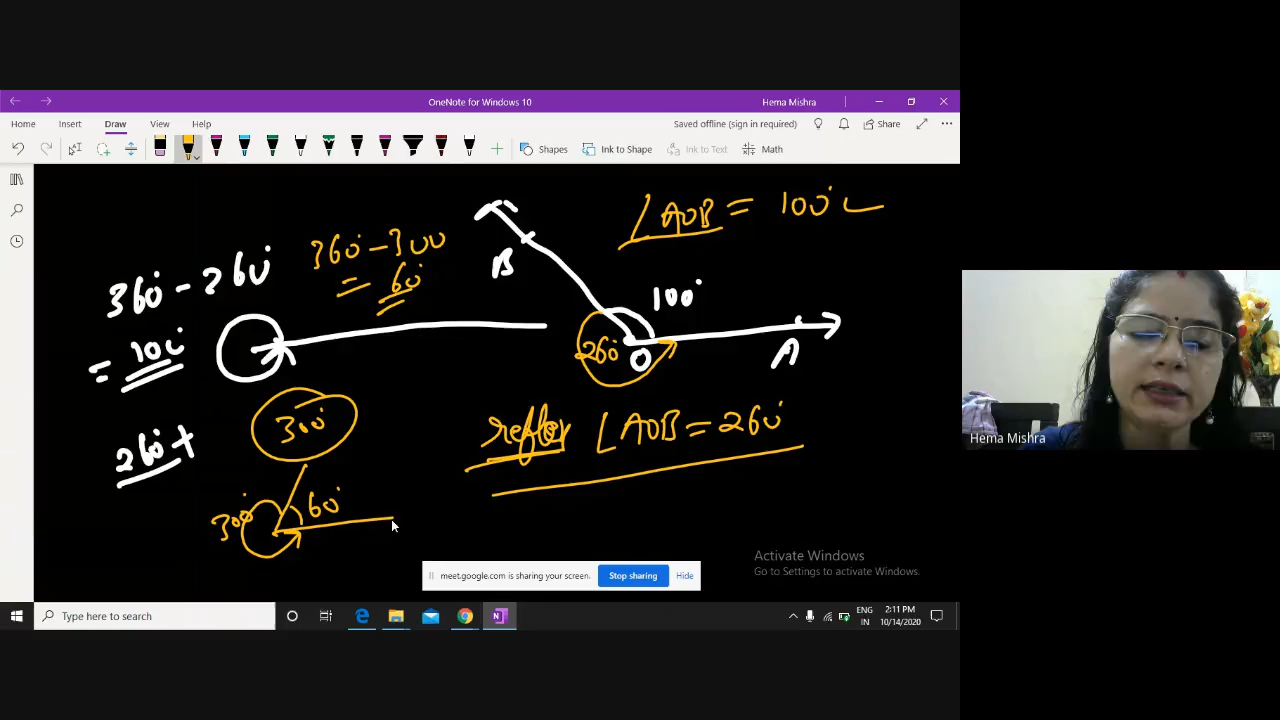 OneNote for Windows 10
Hema Mishra
Home Insert Draw View Help
Saved offline (sign in required)
Share
Shapes
Ink to Shape
Ink to Text
Math
∠AOB = 100°
360° - 300
= 60°
360° - 260°
= 100°
B
100°
260°
O
A
300°
reflex ∠AOB = 260°
260° +
300°
60°
Hema Mishra
Activate Windows
Go to Settings to activate Windows.
meet.google.com is sharing your screen.
Stop sharing
Hide
Type here to search
ENG
IN
2:11 PM
10/14/2020